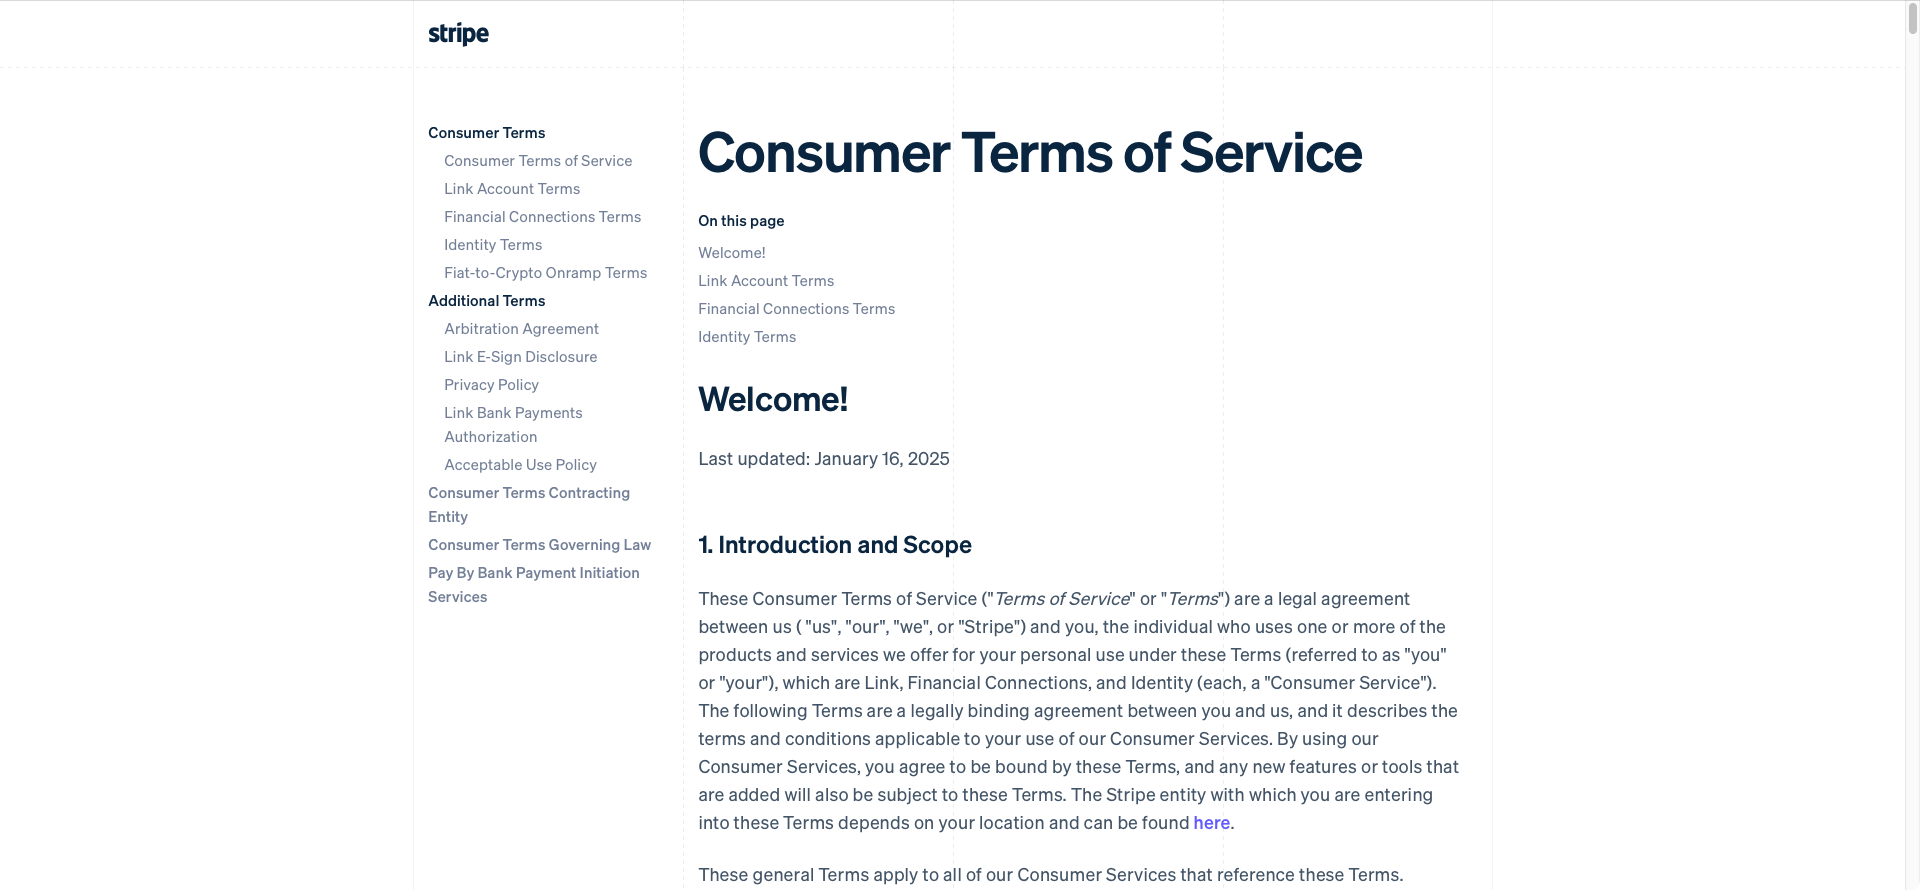 stripe
Consumer Terms
Consumer Terms of Service
Link Account Terms
Financial Connections Terms
Identity Terms
Fiat-to-Crypto Onramp Terms
Additional Terms
Arbitration Agreement
Link E-Sign Disclosure
Privacy Policy
Link Bank Payments
Authorization
Acceptable Use Policy
Consumer Terms Contracting
Entity
Consumer Terms Governing Law
Pay By Bank Payment Initiation
Services
Consumer Terms of Service
On this page
Welcome!
Link Account Terms
Financial Connections Terms
Identity Terms
Welcome!
Last updated: January 16, 2025
1. Introduction and Scope
These Consumer Terms of Service ("Terms of Service" or "Terms") are a legal agreement
between us ( "us", "our", "we", or "Stripe") and you, the individual who uses one or more of the
products and services we offer for your personal use under these Terms (referred to as "you"
or "your"), which are Link, Financial Connections, and Identity (each, a "Consumer Service").
The following Terms are a legally binding agreement between you and us, and it describes the
terms and conditions applicable to your use of our Consumer Services. By using our
Consumer Services, you agree to be bound by these Terms, and any new features or tools that
are added will also be subject to these Terms. The Stripe entity with which you are entering
into these Terms depends on your location and can be found here.
These general Terms apply to all of our Consumer Services that reference these Terms.